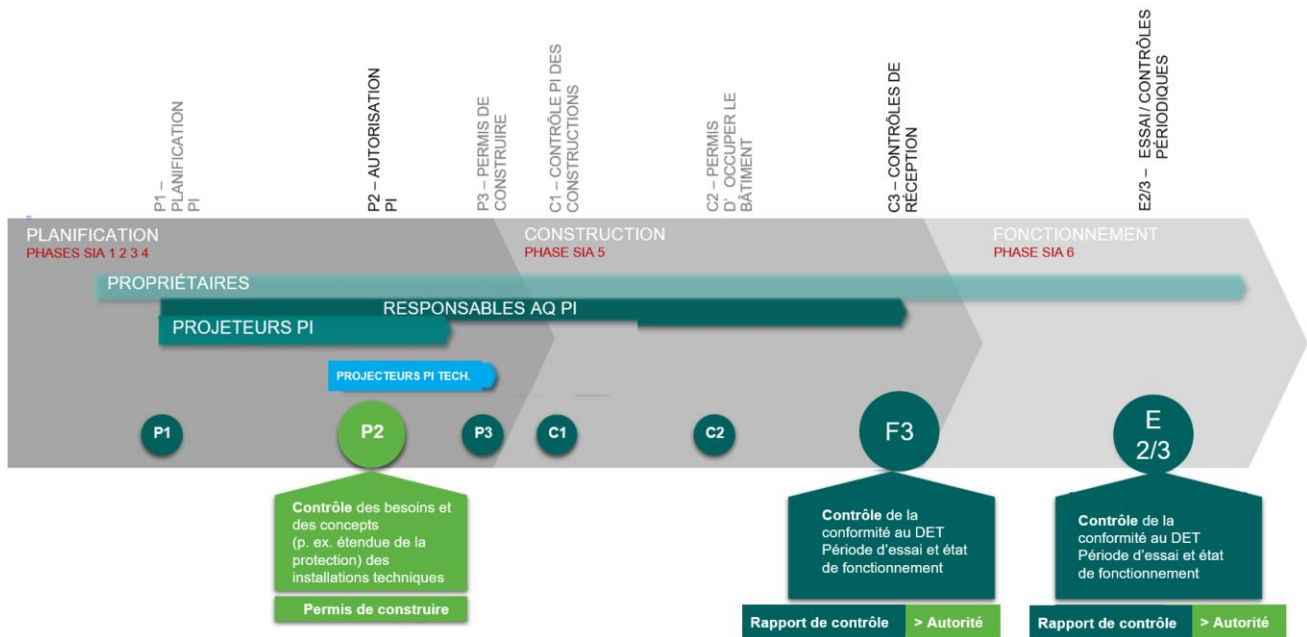 P1 –
PLANIFICATION
PI
P2 – AUTORISATION
PI
P3 – PERMIS DE
CONSTRUIRE
C1 – CONTRÔLE PI DES
CONSTRUCTIONS
C2 – PERMIS
D' OCCUPER LE
BÂTIMENT
C3 – CONTRÔLES DE
RÉCEPTION
E2/3 – ESSAI/ CONTRÔLES
PÉRIODIQUES
PLANIFICATION
PHASES SIA 1 2 3 4
CONSTRUCTION
PHASE SIA 5
FONCTIONNEMENT
PHASE SIA 6
PROPRIÉTAIRES
RESPONSABLES AQ PI
PROJETEURS PI
PROJECTEURS PI TECH.
P1
P2
P3
C1
C2
F3
E
2/3
Contrôle des besoins et
des concepts
(p. ex. étendue de la
protection) des
installations techniques
Permis de construire
Contrôle de la
conformité au DET
Période d'essai et état
de fonctionnement
Rapport de contrôle > Autorité
Contrôle de la
conformité au DET
Période d'essai et état
de fonctionnement
Rapport de contrôle > Autorité